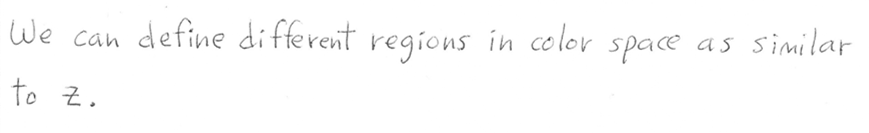 We can define different regions in color space as similar
to z.